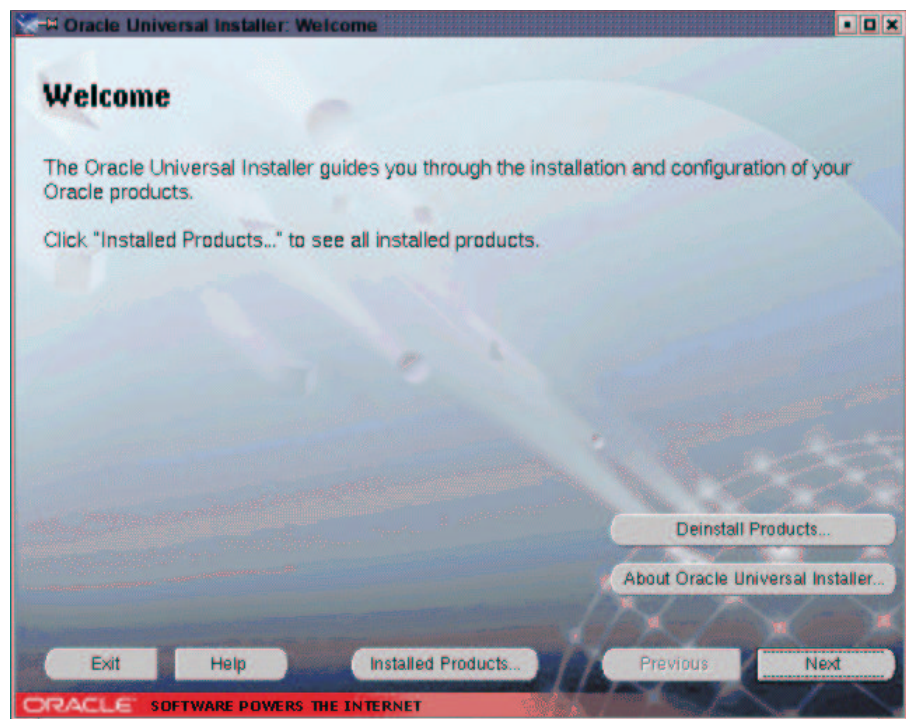 Oracle Universal Installer: Welcome
Welcome
The Oracle Universal Installer guides you through the installation and configuration of your
Oracle products.
Click "Installed Products..." to see all installed products.
Deinstall Products...
About Oracle Universal Installer...
Exit Help Installed Products... Previous Next
ORACLE SOFTWARE POWERS THE INTERNET